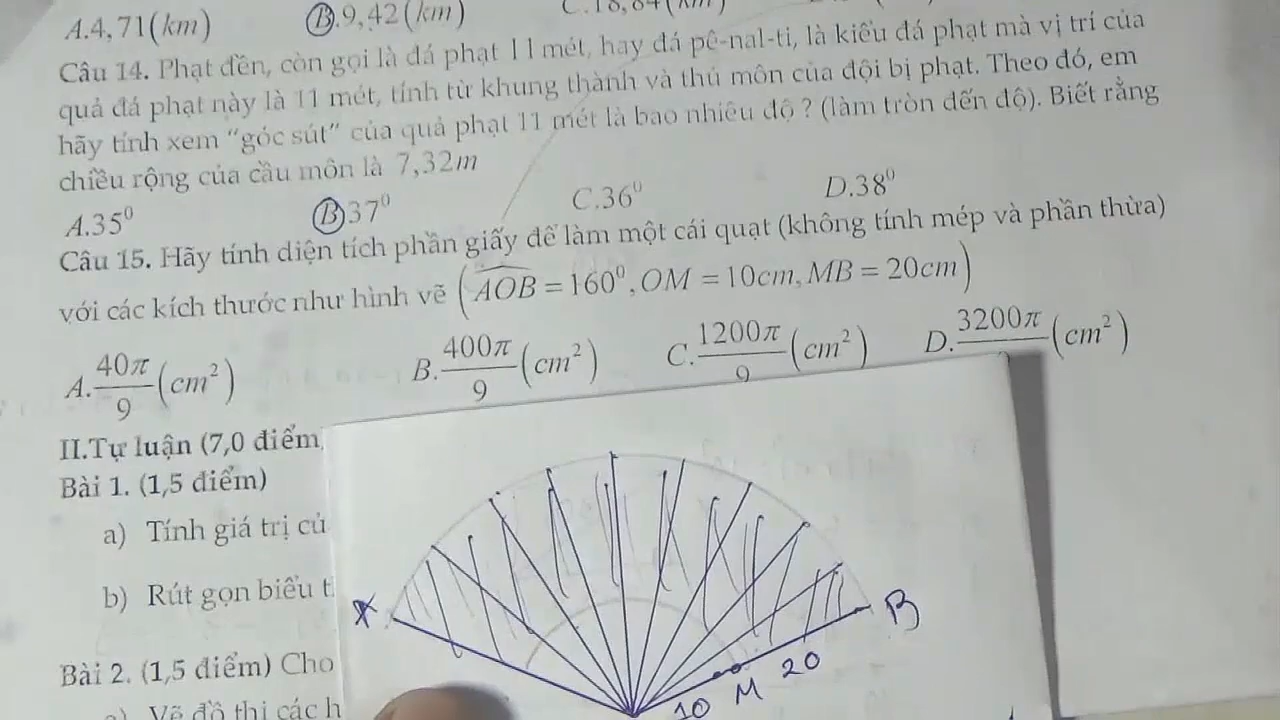 A.4,71(km) B.9,42(km) C.18,84(km)
Câu 14. Phạt đền, còn gọi là đá phạt 11 mét, hay đá pê-nal-ti, là kiểu đá phạt mà vị trí của
quả đá phạt này là 11 mét, tính từ khung thành và thủ môn của đội bị phạt. Theo đó, em
hãy tính xem "góc sút" của quả phạt 11 mét là bao nhiêu độ ? (làm tròn đến độ). Biết rằng
chiều rộng của cầu môn là 7,32m
A.35⁰ B.37⁰ C.36⁰ D.38⁰
Câu 15. Hãy tính diện tích phần giấy để làm một cái quạt (không tính mép và phần thừa)
với các kích thước như hình vẽ (AOB = 160⁰, OM = 10cm, MB = 20cm)
A. 40π/9 (cm²) B. 400π/9 (cm²) C. 1200π/9 (cm²) D. 3200π (cm²)
II.Tự luận (7,0 điểm
Bài 1. (1,5 điểm)
a) Tính giá trị củ
b) Rút gọn biểu t
A B
Bài 2. (1,5 điểm) Cho
10 M 20
a) Vẽ đồ thị các h